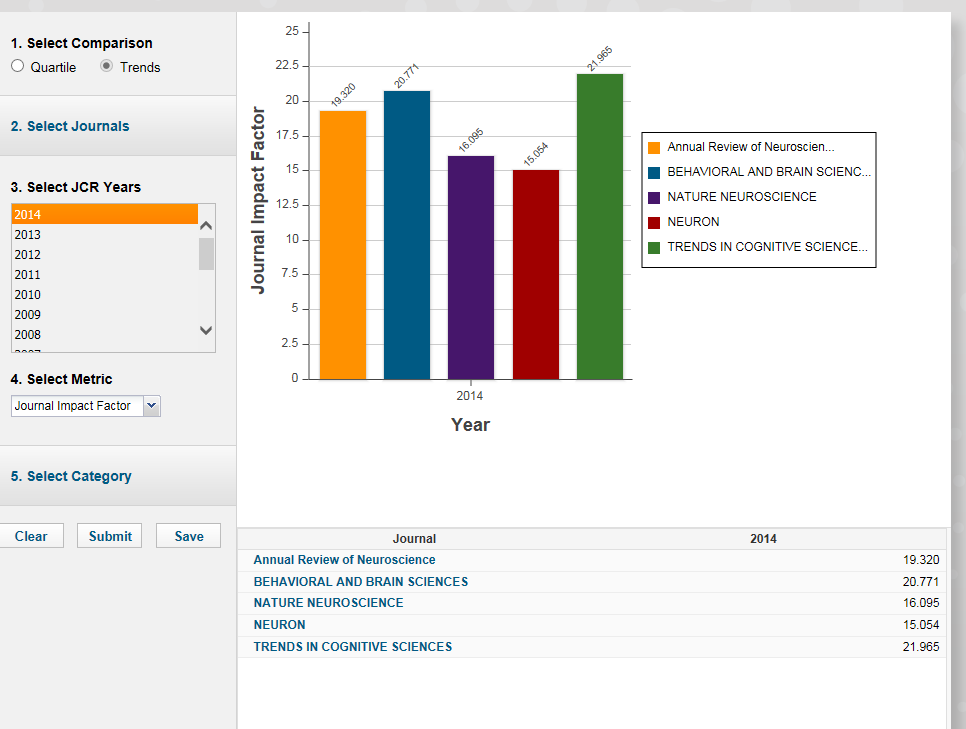 1. Select Comparison
Quartile Trends
2. Select Journals
3. Select JCR Years
2014
2013
2012
2011
2010
2009
2008
2007
4. Select Metric
Journal Impact Factor
5. Select Category
Clear Submit Save
Journal Impact Factor
25
22.5
20
17.5
15
12.5
10
7.5
5
2.5
0
19.320
20.771
16.095
15.054
21.965
2014
Year
Annual Review of Neuroscien...
BEHAVIORAL AND BRAIN SCIENC...
NATURE NEUROSCIENCE
NEURON
TRENDS IN COGNITIVE SCIENCE...
Journal 2014
Annual Review of Neuroscience 19.320
BEHAVIORAL AND BRAIN SCIENCES 20.771
NATURE NEUROSCIENCE 16.095
NEURON 15.054
TRENDS IN COGNITIVE SCIENCES 21.965